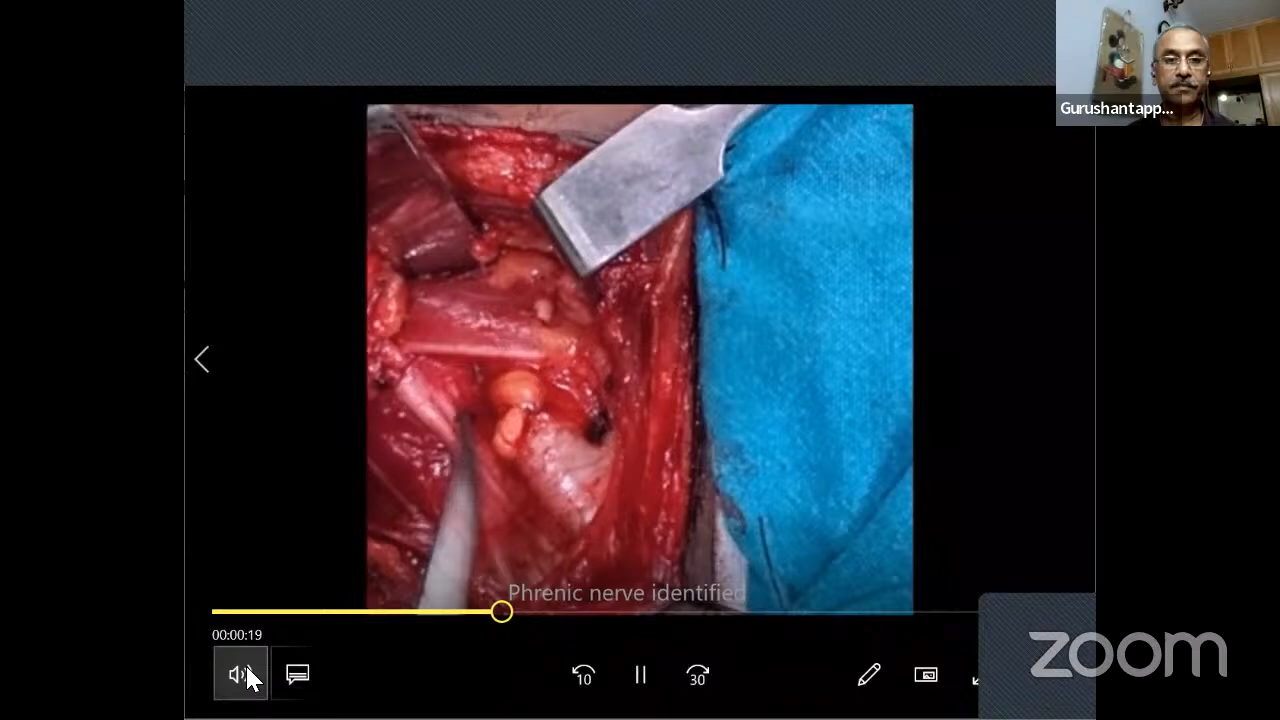 Gurushantapp...
Phrenic nerve identified
00:00:19
10
30
zoom